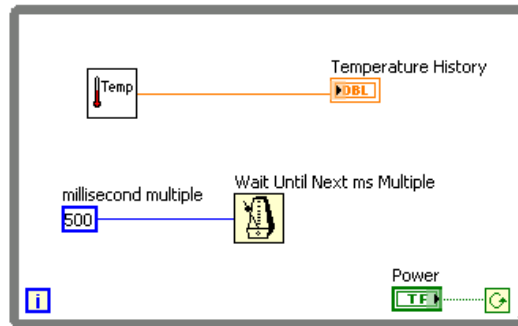 Temperature History
Temp
DBL
millisecond multiple
Wait Until Next ms Multiple
500
Power
TF
i